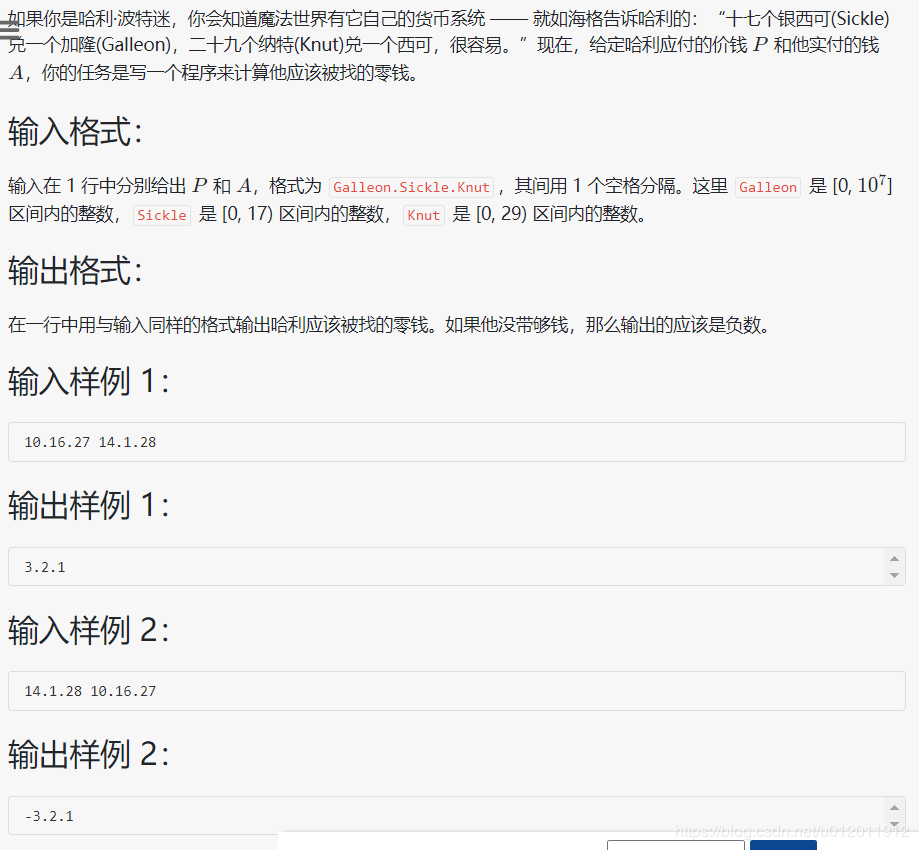 如果你是哈利·波特迷，你会知道魔法世界有它自己的货币系统 —— 就如海格告诉哈利的：“十七个银西可(Sickle)
兑一个加隆(Galleon)，二十九个纳特(Knut)兑一个西可，很容易。”现在，给定哈利应付的价钱 P 和他实付的钱
A，你的任务是写一个程序来计算他应该被找的零钱。
输入格式：
输入在 1 行中分别给出 P 和 A，格式为 Galleon.Sickle.Knut ，其间用 1 个空格分隔。这里 Galleon 是 [0, 10⁷]
区间内的整数， Sickle 是 [0, 17) 区间内的整数， Knut 是 [0, 29) 区间内的整数。
输出格式：
在一行中用与输入同样的格式输出哈利应该被找的零钱。如果他没带够钱，那么输出的应该是负数。
输入样例 1：
10.16.27 14.1.28
输出样例 1：
3.2.1
输入样例 2：
14.1.28 10.16.27
输出样例 2：
-3.2.1
https://blog.csdn.net/u012011912